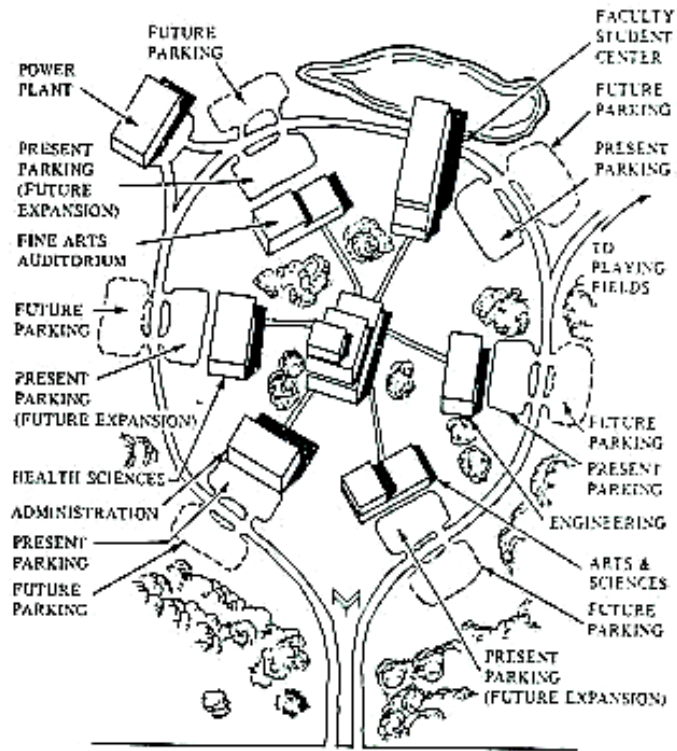 FUTURE
PARKING
POWER
PLANT
PRESENT
PARKING
(FUTURE
EXPANSION)
FINE ARTS
AUDITORIUM
FUTURE
PARKING
PRESENT
PARKING
(FUTURE EXPANSION)
HEALTH SCIENCES
ADMINISTRATION
PRESENT
PARKING
FUTURE
PARKING
FACULTY
STUDENT
CENTER
FUTURE
PARKING
PRESENT
PARKING
TO
PLAYING
FIELDS
FUTURE
PARKING
PRESENT
PARKING
ENGINEERING
ARTS &
SCIENCES
FUTURE
PARKING
PRESENT
PARKING
(FUTURE EXPANSION)